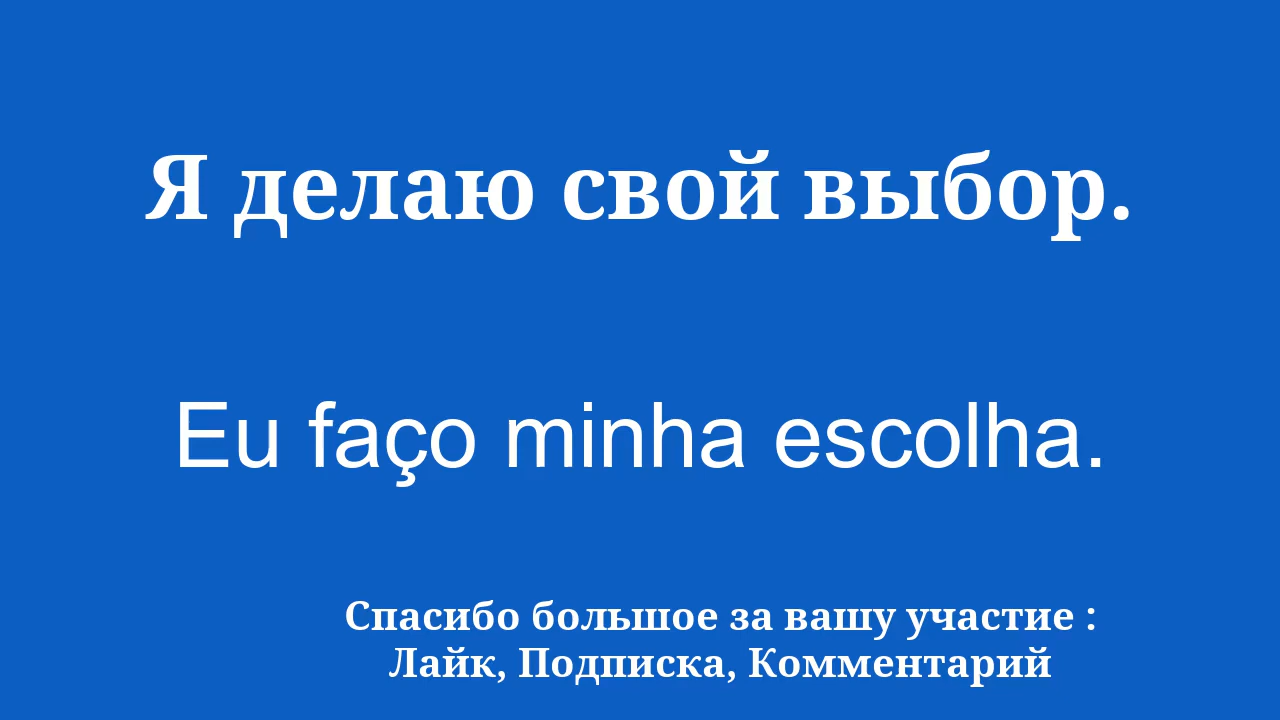 Я делаю свой выбор.
Eu faço minha escolha.
Спасибо большое за вашу участие :
Лайк, Подписка, Комментарий